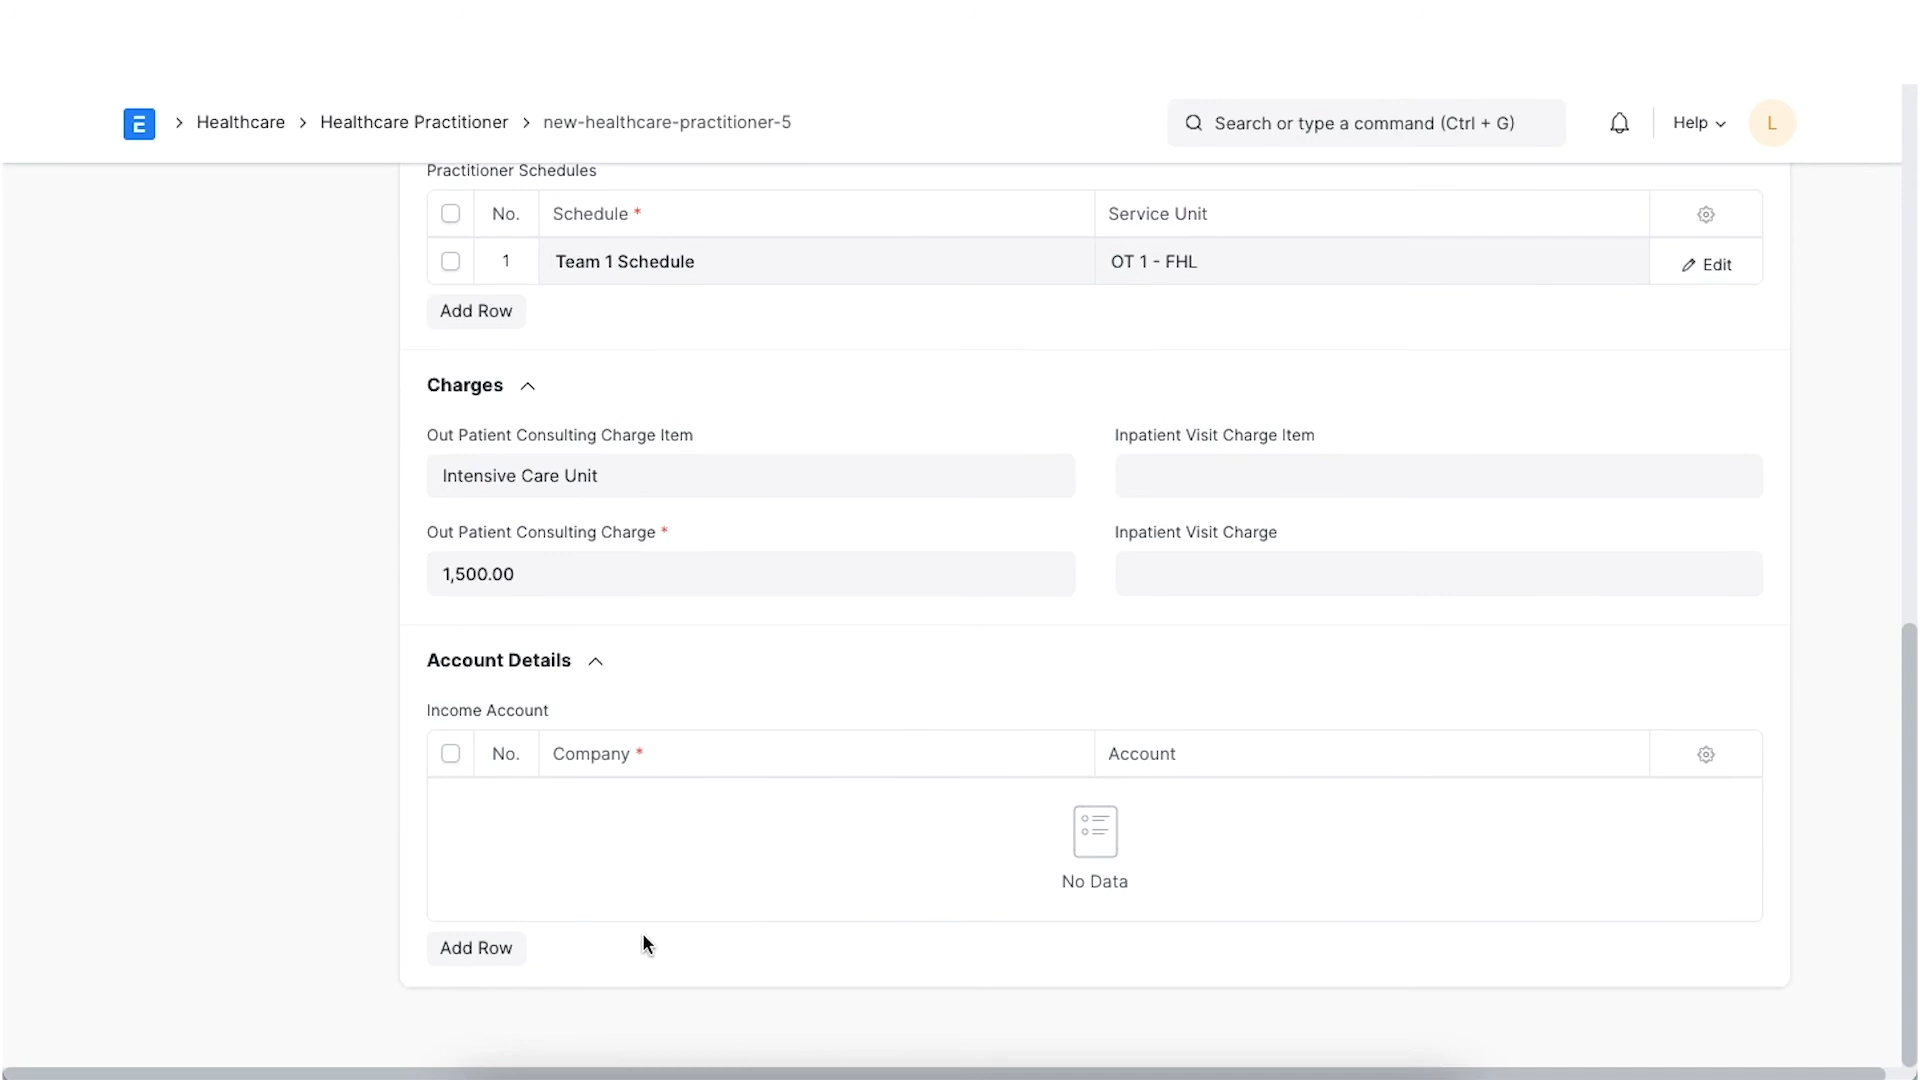 E > Healthcare > Healthcare Practitioner > new-healthcare-practitioner-5 Search or type a command (Ctrl + G) Help L
Practitioner Schedules
No. Schedule * Service Unit
1 Team 1 Schedule OT 1 - FHL Edit
Add Row
Charges
Out Patient Consulting Charge Item Inpatient Visit Charge Item
Intensive Care Unit
Out Patient Consulting Charge * Inpatient Visit Charge
1,500.00
Account Details
Income Account
No. Company * Account
No Data
Add Row